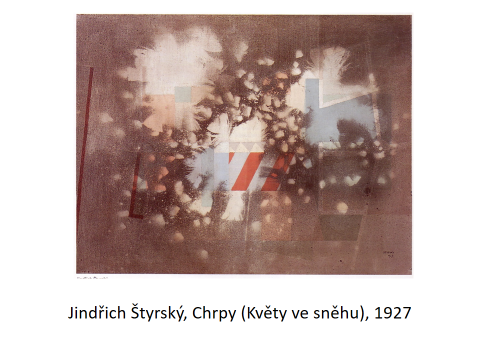 Jindřich Štyrský, Chrpy (Květy ve sněhu), 1927